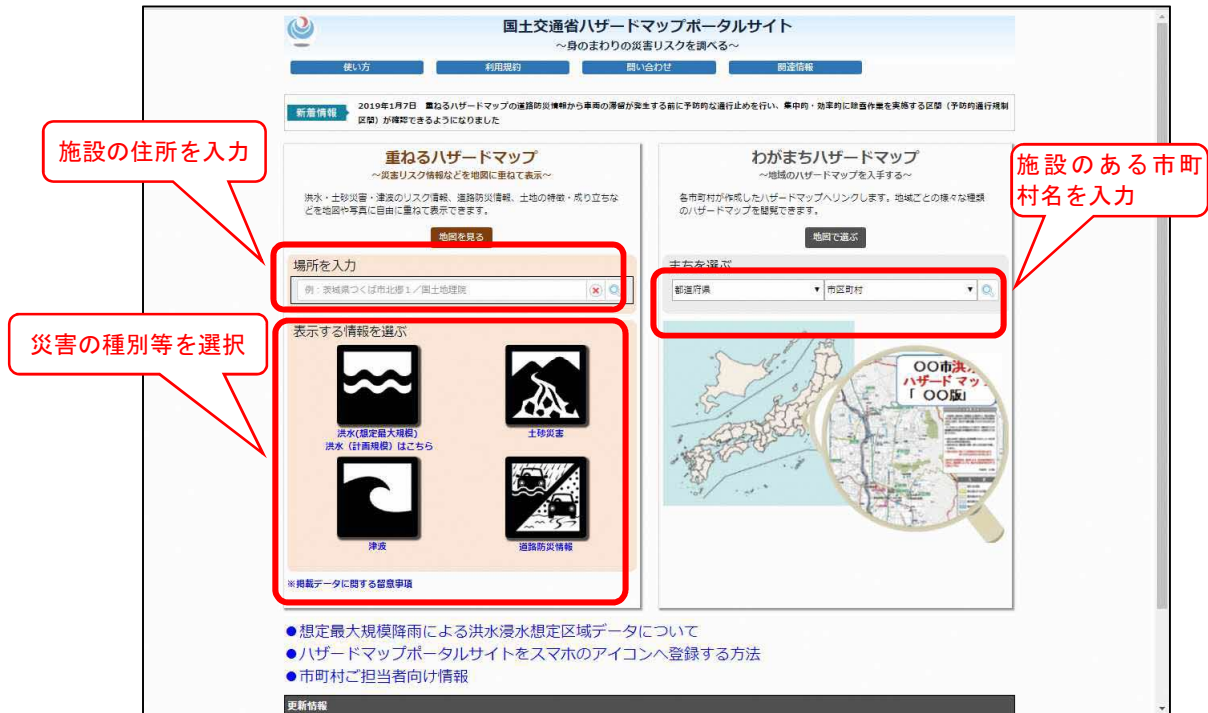 国土交通省ハザードマップポータルサイト
～身のまわりの災害リスクを調べる～
使い方
利用規約
問い合わせ
関連情報
新着情報
2019年1月7日 重ねるハザードマップの道路防災情報から車両の滞留が発生する前に予防的な通行止めを行い、集中的・効率的に除雪作業を実施する区間（予防的通行規制
区間）が確認できるようになりました
施設の住所を入力
重ねるハザードマップ
～災害リスク情報などを地図に重ねて表示～
洪水・土砂災害・津波のリスク情報、道路防災情報、土地の特徴・成り立ちな
どを地図や写真に自由に重ねて表示できます。
地図を見る
場所を入力
例：茨城県つくば市北郷１／国土地理院
災害の種別等を選択
表示する情報を選ぶ
洪水(想定最大規模)
洪水（計画規模）はこちら
土砂災害
津波
道路防災情報
※掲載データに関する留意事項
わがまちハザードマップ
～地域のハザードマップを入手する～
各市町村が作成したハザードマップへリンクします。地域ごとの様々な種類
のハザードマップを閲覧できます。
地図で選ぶ
施設のある市町
村名を入力
まちを選ぶ
都道府県
市区町村
〇〇市洪水
ハザードマップ
「 〇〇版」
●想定最大規模降雨による洪水浸水想定区域データについて
●ハザードマップポータルサイトをスマホのアイコンへ登録する方法
●市町村ご担当者向け情報
更新情報